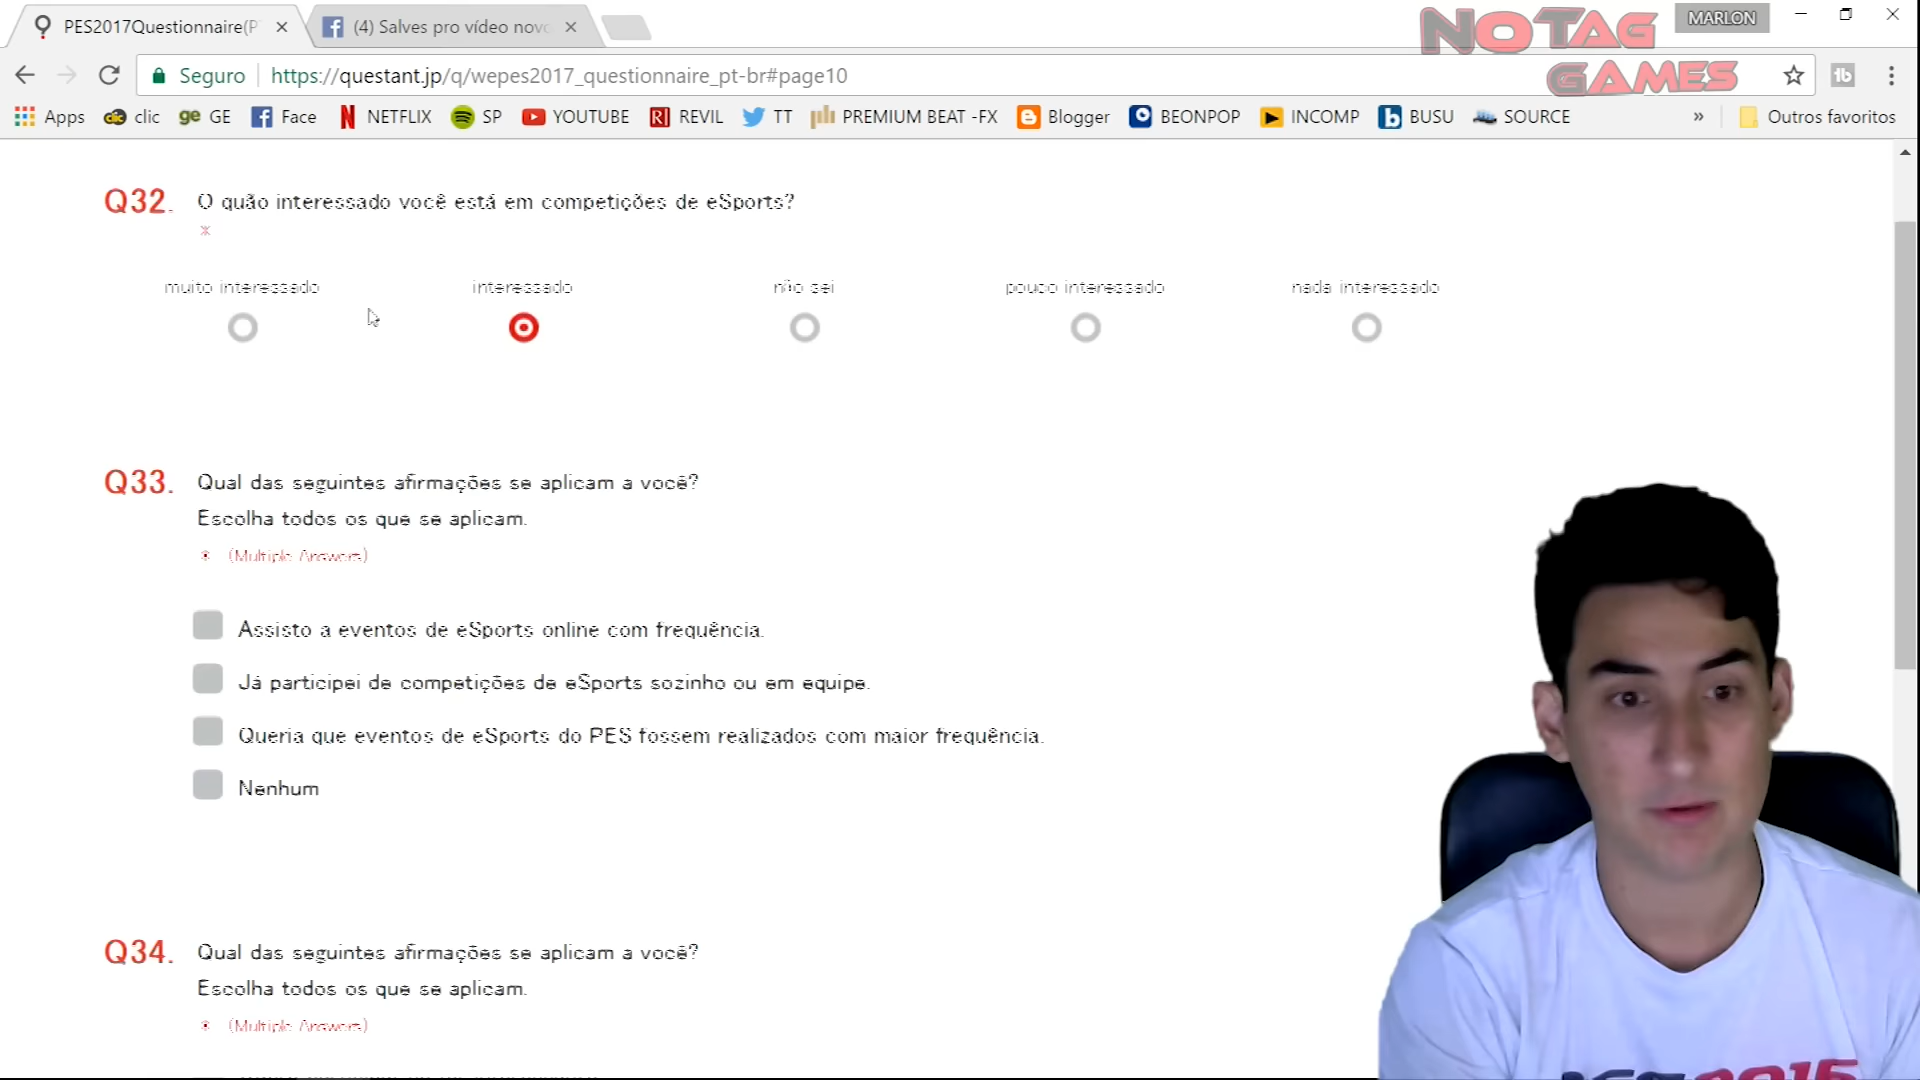 PES2017Questionnaire(P
(4) Salves pro vídeo novo
NOTAG
GAMES
MARLON
Seguro
https://questant.jp/q/wepes2017_questionnaire_pt-br#page10
Apps
clic
ge GE
Face
NETFLIX
SP
YOUTUBE
REVIL
TT
PREMIUM BEAT -FX
Blogger
BEONPOP
INCOMP
BUSU
SOURCE
»
Outros favoritos
Q32. O quão interessado você está em competições de eSports?
※
muito interessado
interessado
não sei
pouco interessado
nada interessado
Q33. Qual das seguintes afirmações se aplicam a você?
Escolha todos os que se aplicam.
※ (Multiple Answers)
Assisto a eventos de eSports online com frequência.
Já participei de competições de eSports sozinho ou em equipe.
Queria que eventos de eSports do PES fossem realizados com maior frequência.
Nenhum
Q34. Qual das seguintes afirmações se aplicam a você?
Escolha todos os que se aplicam.
※ (Multiple Answers)